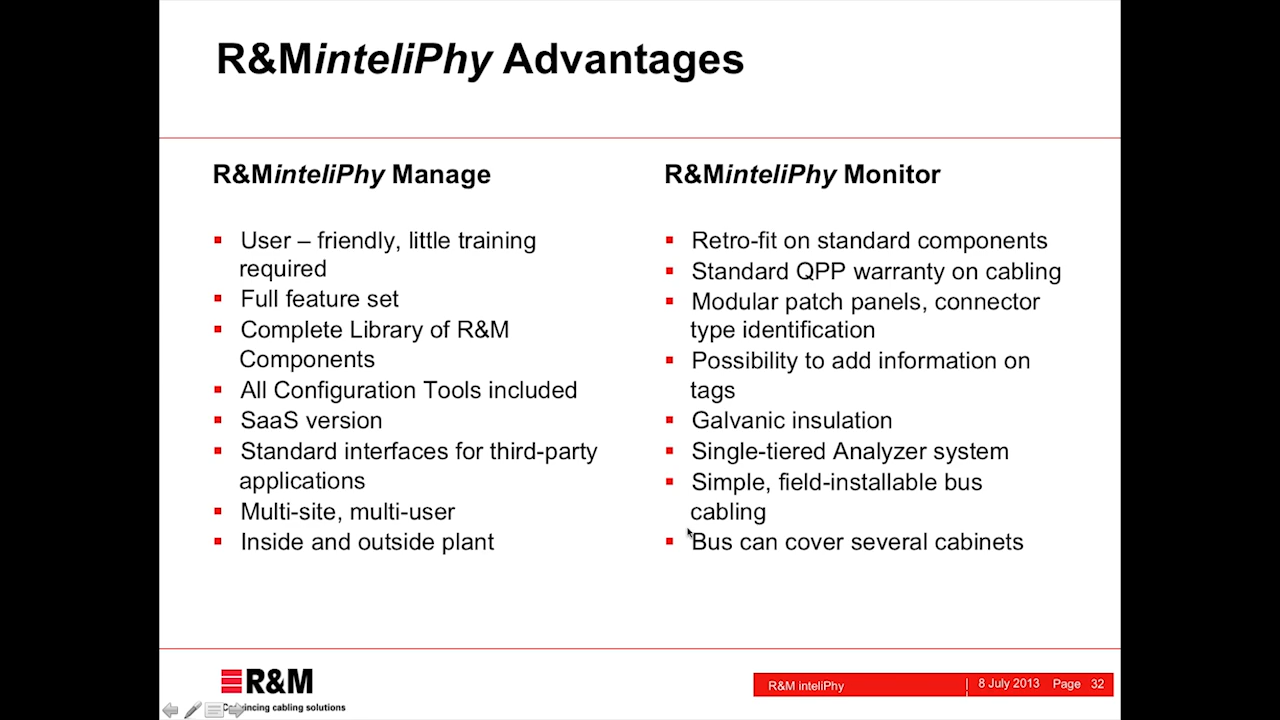 R&MinteliPhy Advantages
R&MinteliPhy Manage
User – friendly, little training
required
Full feature set
Complete Library of R&M
Components
All Configuration Tools included
SaaS version
Standard interfaces for third-party
applications
Multi-site, multi-user
Inside and outside plant
R&MinteliPhy Monitor
Retro-fit on standard components
Standard QPP warranty on cabling
Modular patch panels, connector
type identification
Possibility to add information on
tags
Galvanic insulation
Single-tiered Analyzer system
Simple, field-installable bus
cabling
Bus can cover several cabinets
R&M
Convincing cabling solutions
R&M inteliPhy | 8 July 2013 Page 32